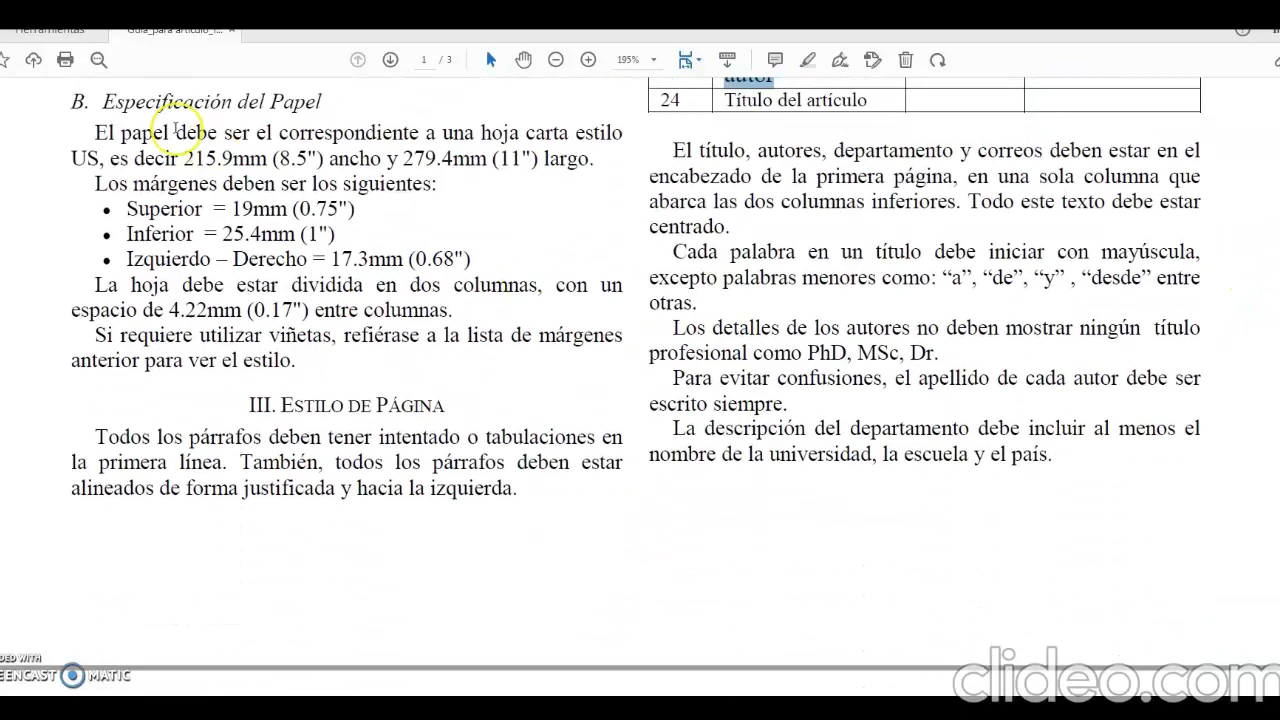 Herramientas
Guia_para articulo_I...
1 / 3
195%
B. Especificación del Papel
El papel debe ser el correspondiente a una hoja carta estilo
US, es decir 215.9mm (8.5") ancho y 279.4mm (11") largo.
Los márgenes deben ser los siguientes:
• Superior = 19mm (0.75")
• Inferior = 25.4mm (1")
• Izquierdo – Derecho = 17.3mm (0.68")
La hoja debe estar dividida en dos columnas, con un
espacio de 4.22mm (0.17") entre columnas.
Si requiere utilizar viñetas, refiérase a la lista de márgenes
anterior para ver el estilo.
III. ESTILO DE PÁGINA
Todos los párrafos deben tener intentado o tabulaciones en
la primera línea. También, todos los párrafos deben estar
alineados de forma justificada y hacia la izquierda.
autor
24 Título del artículo
El título, autores, departamento y correos deben estar en el
encabezado de la primera página, en una sola columna que
abarca las dos columnas inferiores. Todo este texto debe estar
centrado.
Cada palabra en un título debe iniciar con mayúscula,
excepto palabras menores como: “a”, “de”, “y” , “desde” entre
otras.
Los detalles de los autores no deben mostrar ningún título
profesional como PhD, MSc, Dr.
Para evitar confusiones, el apellido de cada autor debe ser
escrito siempre.
La descripción del departamento debe incluir al menos el
nombre de la universidad, la escuela y el país.
DED WITH
EENCAST MATIC
clideo.com